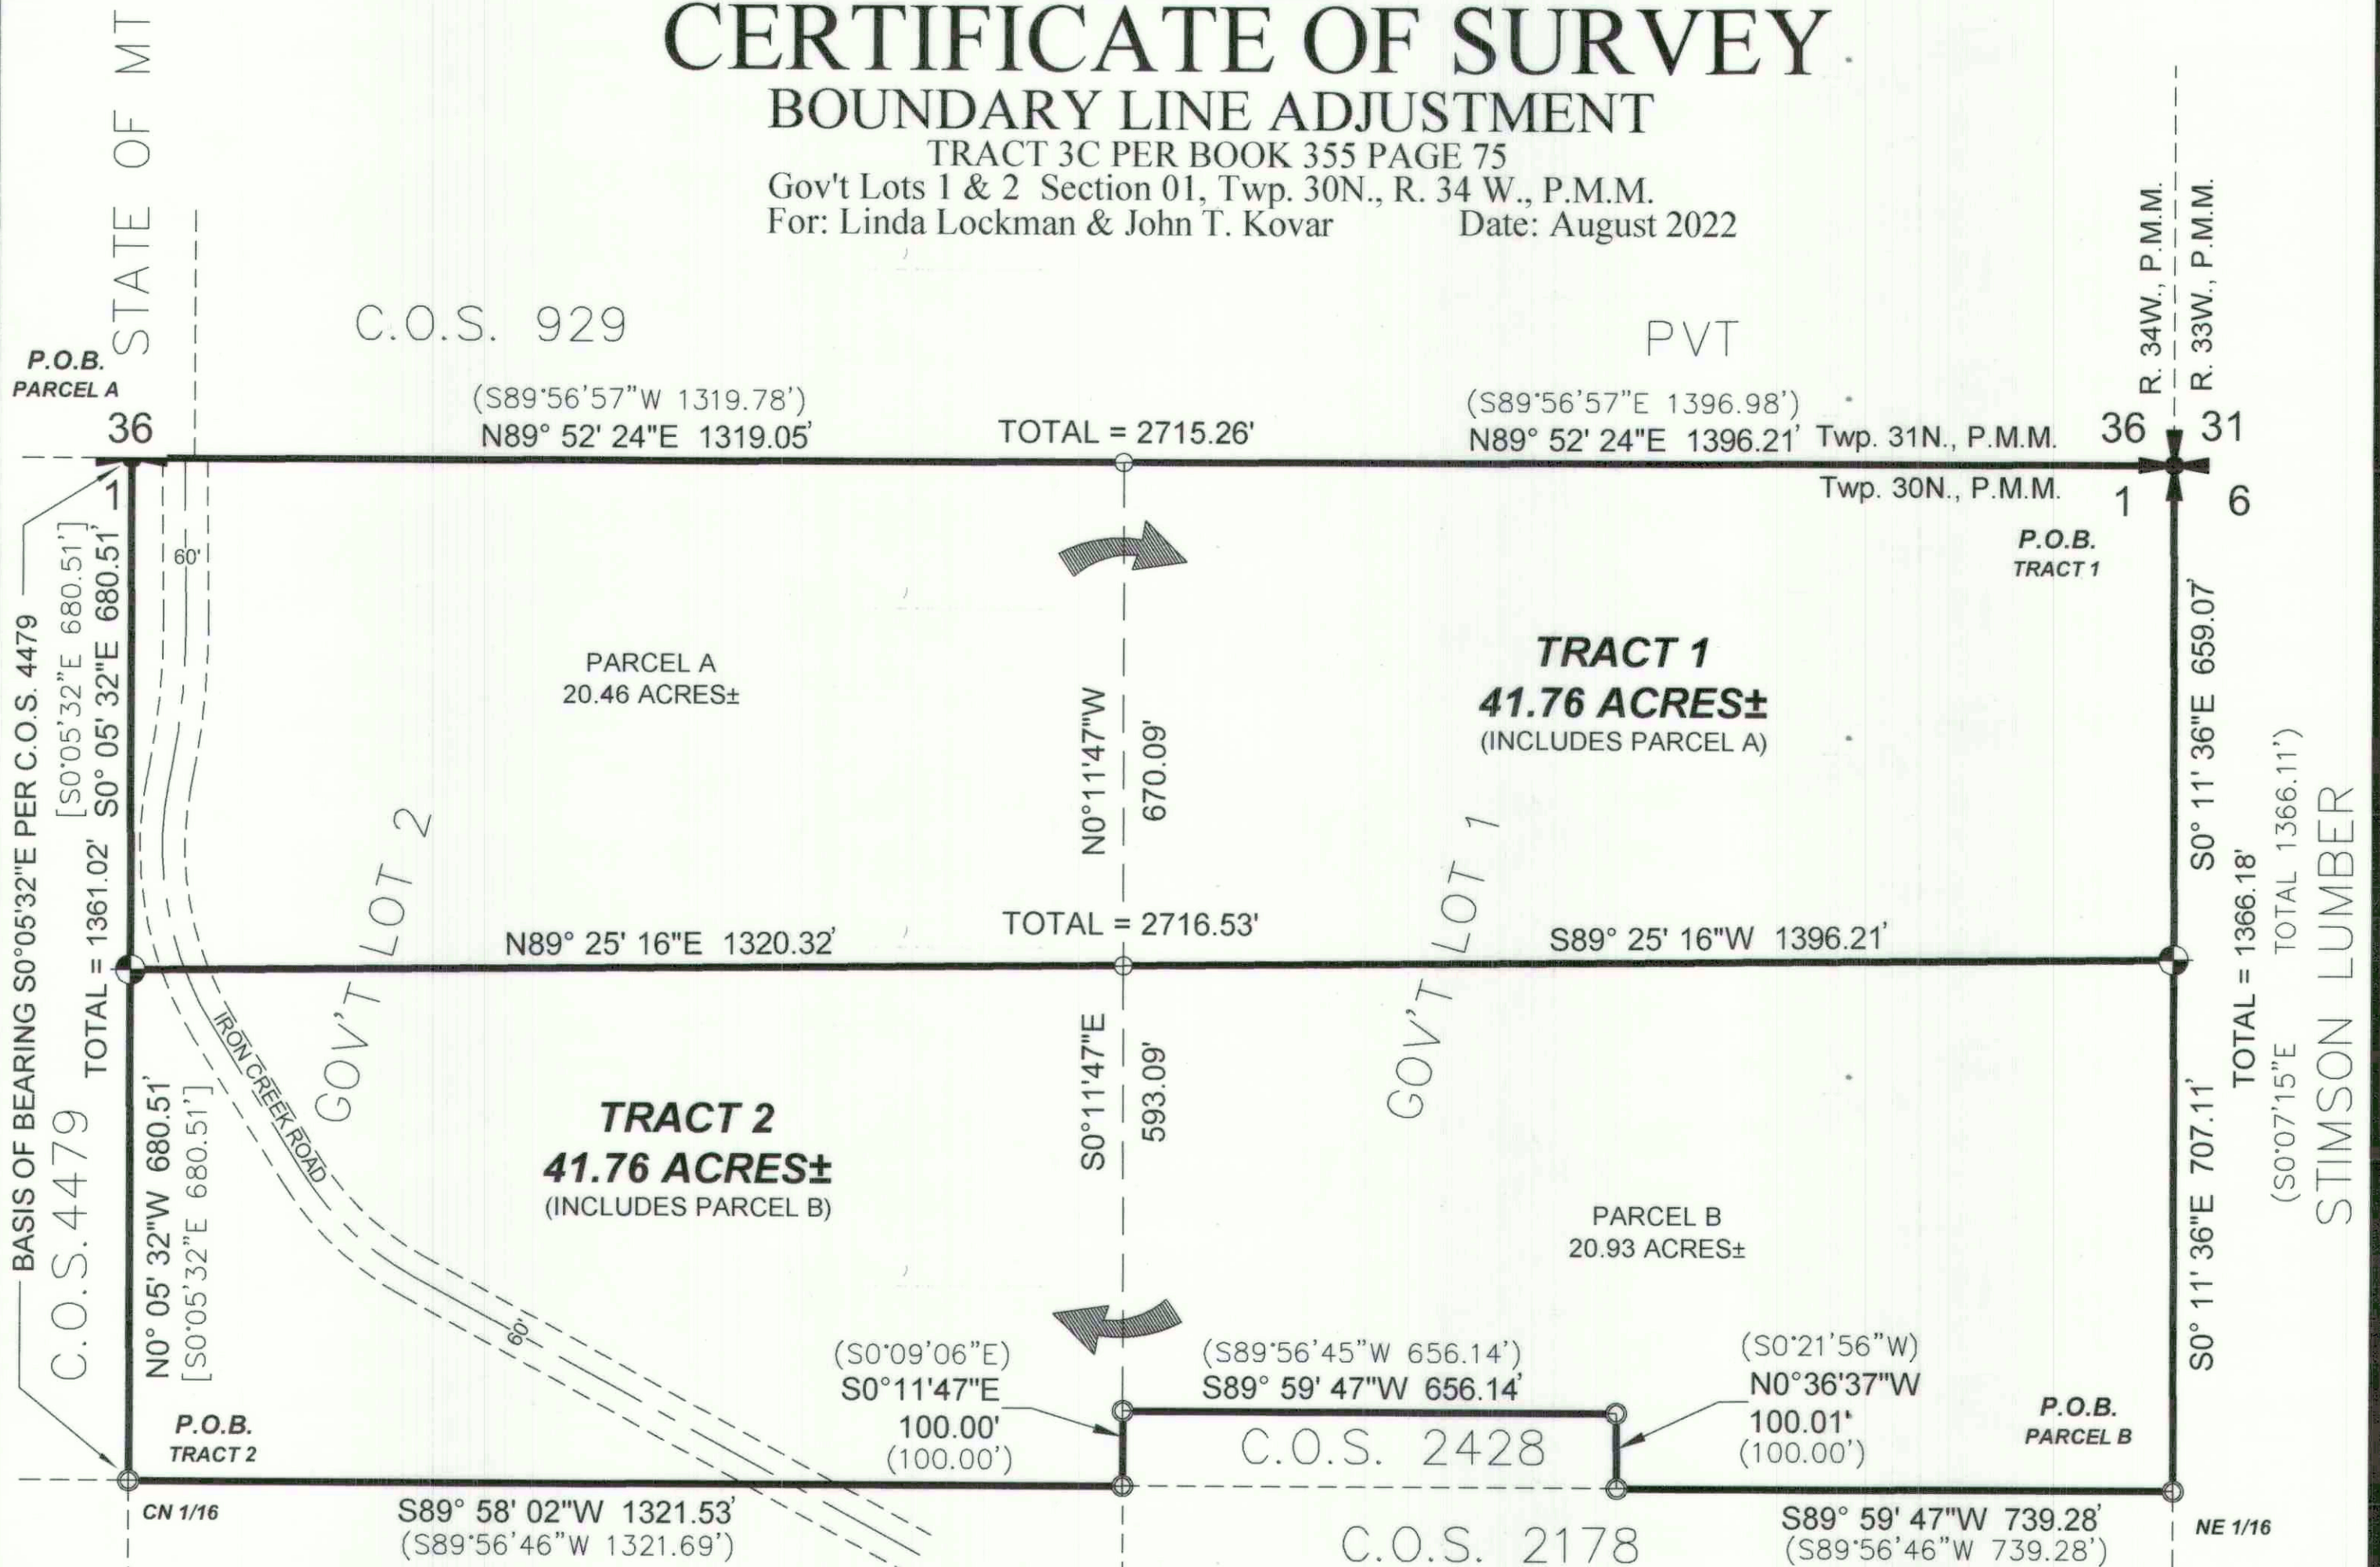 CERTIFICATE OF SURVEY
BOUNDARY LINE ADJUSTMENT
TRACT 3C PER BOOK 355 PAGE 75
Gov't Lots 1 & 2 Section 01, Twp. 30N., R. 34 W., P.M.M.
For: Linda Lockman & John T. Kovar Date: August 2022
STATE OF MT
C.O.S. 929
PVT
R. 34W., P.M.M.
R. 33W., P.M.M.
P.O.B.
PARCEL A
36
(S89°56'57"W 1319.78')
N89° 52' 24"E 1319.05'
TOTAL = 2715.26'
(S89°56'57"E 1396.98')
N89° 52' 24"E 1396.21'
Twp. 31N., P.M.M.
36
31
1
Twp. 30N., P.M.M.
1
6
P.O.B.
TRACT 1
60'
BASIS OF BEARING S0°05'32"E PER C.O.S. 4479
[S0°05'32"E 680.51']
S0° 05' 32"E 680.51'
TOTAL = 1361.02'
PARCEL A
20.46 ACRES±
N0°11'47"W
670.09'
TRACT 1
41.76 ACRES±
(INCLUDES PARCEL A)
S0° 11' 36"E 659.07'
GOV'T LOT 2
GOV'T LOT 1
TOTAL = 1366.18'
(S0°07'15"E TOTAL 1366.11')
STIMSON LUMBER
N89° 25' 16"E 1320.32'
TOTAL = 2716.53'
S89° 25' 16"W 1396.21'
IRON CREEK ROAD
C.O.S. 4479
N0° 05' 32"W 680.51'
[S0°05'32"E 680.51']
TRACT 2
41.76 ACRES±
(INCLUDES PARCEL B)
S0°11'47"E
593.09'
PARCEL B
20.93 ACRES±
S0° 11' 36"E 707.11'
60'
(S0°09'06"E)
S0°11'47"E
100.00'
(100.00')
(S89°56'45"W 656.14')
S89° 59' 47"W 656.14'
(S0°21'56"W)
N0°36'37"W
100.01'
(100.00')
C.O.S. 2428
P.O.B.
TRACT 2
P.O.B.
PARCEL B
CN 1/16
S89° 58' 02"W 1321.53'
(S89°56'46"W 1321.69')
C.O.S. 2178
S89° 59' 47"W 739.28'
(S89°56'46"W 739.28')
NE 1/16